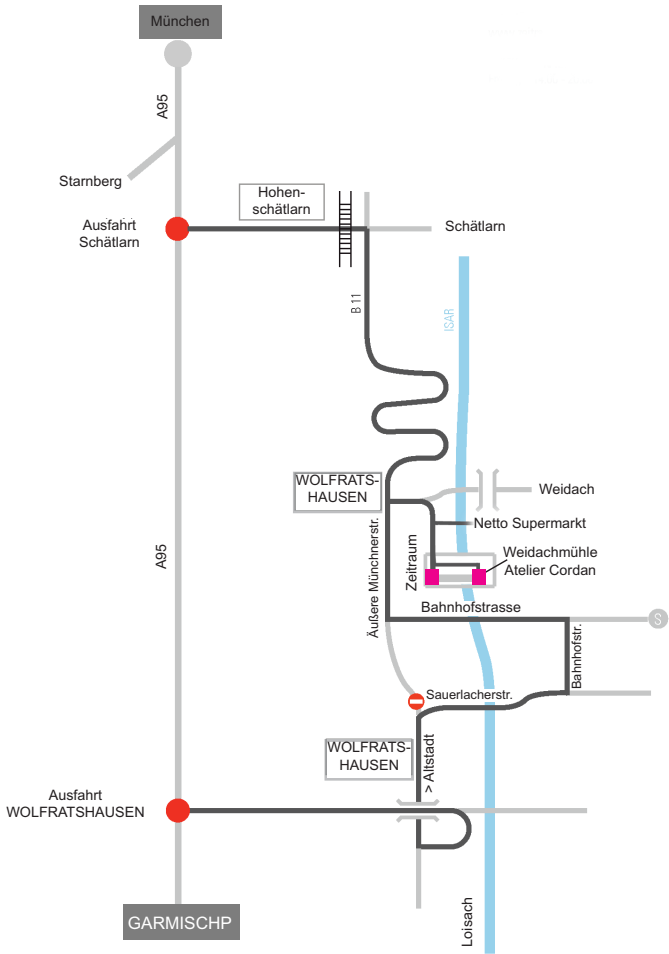 München
A95
Starnberg
Hohen-
schätlarn
Ausfahrt
Schätlarn
Schätlarn
B 11
ISAR
WOLFRATS-
HAUSEN
Weidach
Netto Supermarkt
Zeitraum
Weidachmühle
Atelier Cordan
A95
Äußere Münchnerstr.
Bahnhofstrasse
S
Bahnhofstr.
Sauerlacherstr.
WOLFRATS-
HAUSEN
> Altstadt
Ausfahrt
WOLFRATSHAUSEN
GARMISCHP
Loisach